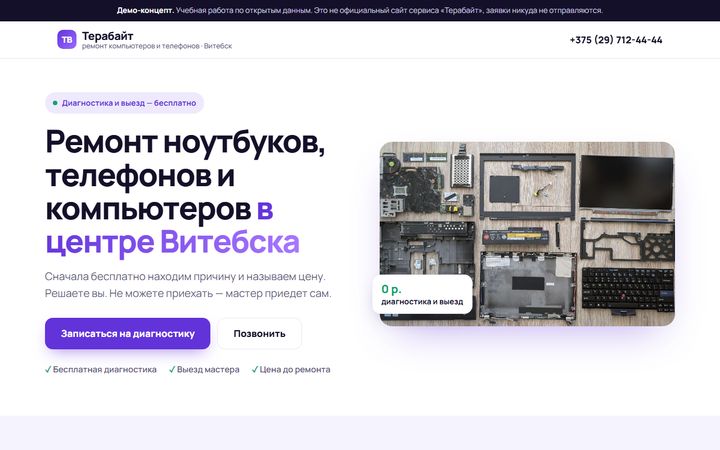 Демо-концепт. Учебная работа по открытым данным. Это не официальный сайт сервиса «Терабайт», заявки никуда не отправляются.
ТВ
Терабайт
ремонт компьютеров и телефонов · Витебск
+375 (29) 712-44-44
Диагностика и выезд — бесплатно
Ремонт ноутбуков,
телефонов и
компьютеров в
центре Витебска
Сначала бесплатно находим причину и называем цену.
Решаете вы. Не можете приехать — мастер приедет сам.
Записаться на диагностику
Позвонить
✓ Бесплатная диагностика
✓ Выезд мастера
✓ Цена до ремонта
0 р.
диагностика и выезд